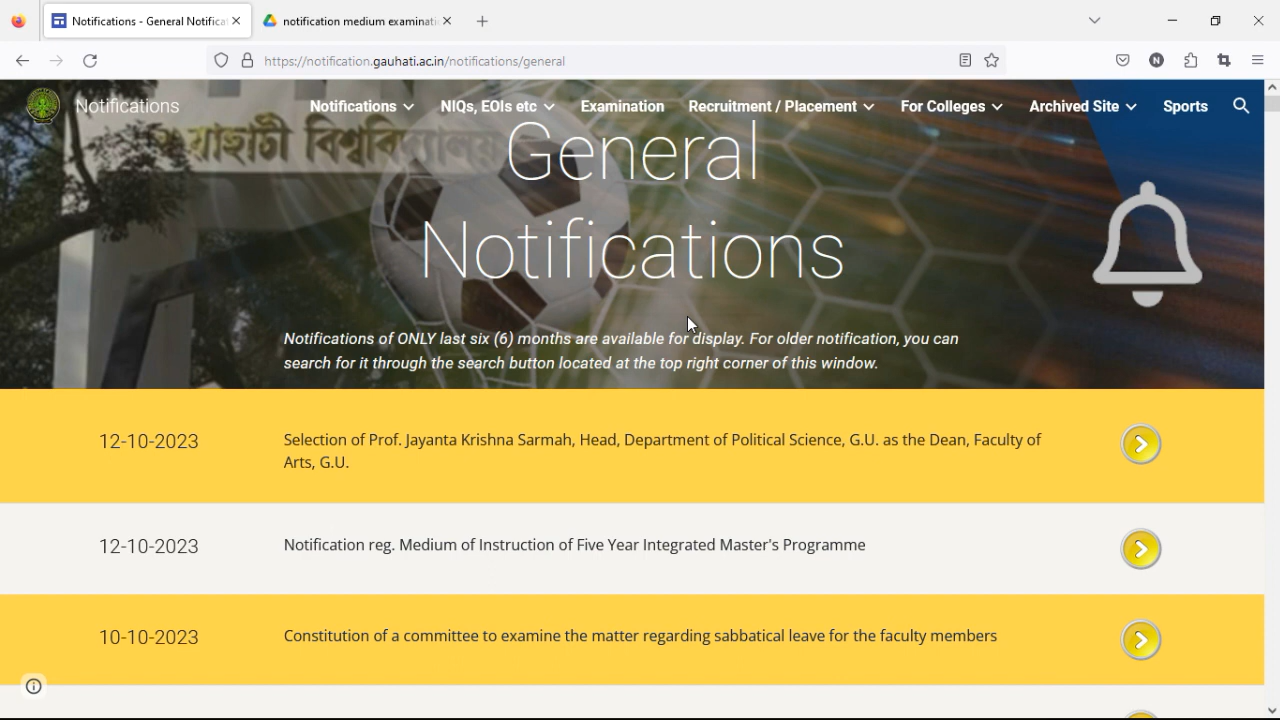 Notifications - General Notificat
notification medium examinati
https://notification.gauhati.ac.in/notifications/general
N
Notifications
Notifications
NIQs, EOIs etc
Examination
Recruitment / Placement
For Colleges
Archived Site
Sports
General
Notifications
Notifications of ONLY last six (6) months are available for display. For older notification, you can
search for it through the search button located at the top right corner of this window.
12-10-2023
Selection of Prof. Jayanta Krishna Sarmah, Head, Department of Political Science, G.U. as the Dean, Faculty of
Arts, G.U.
12-10-2023
Notification reg. Medium of Instruction of Five Year Integrated Master's Programme
10-10-2023
Constitution of a committee to examine the matter regarding sabbatical leave for the faculty members